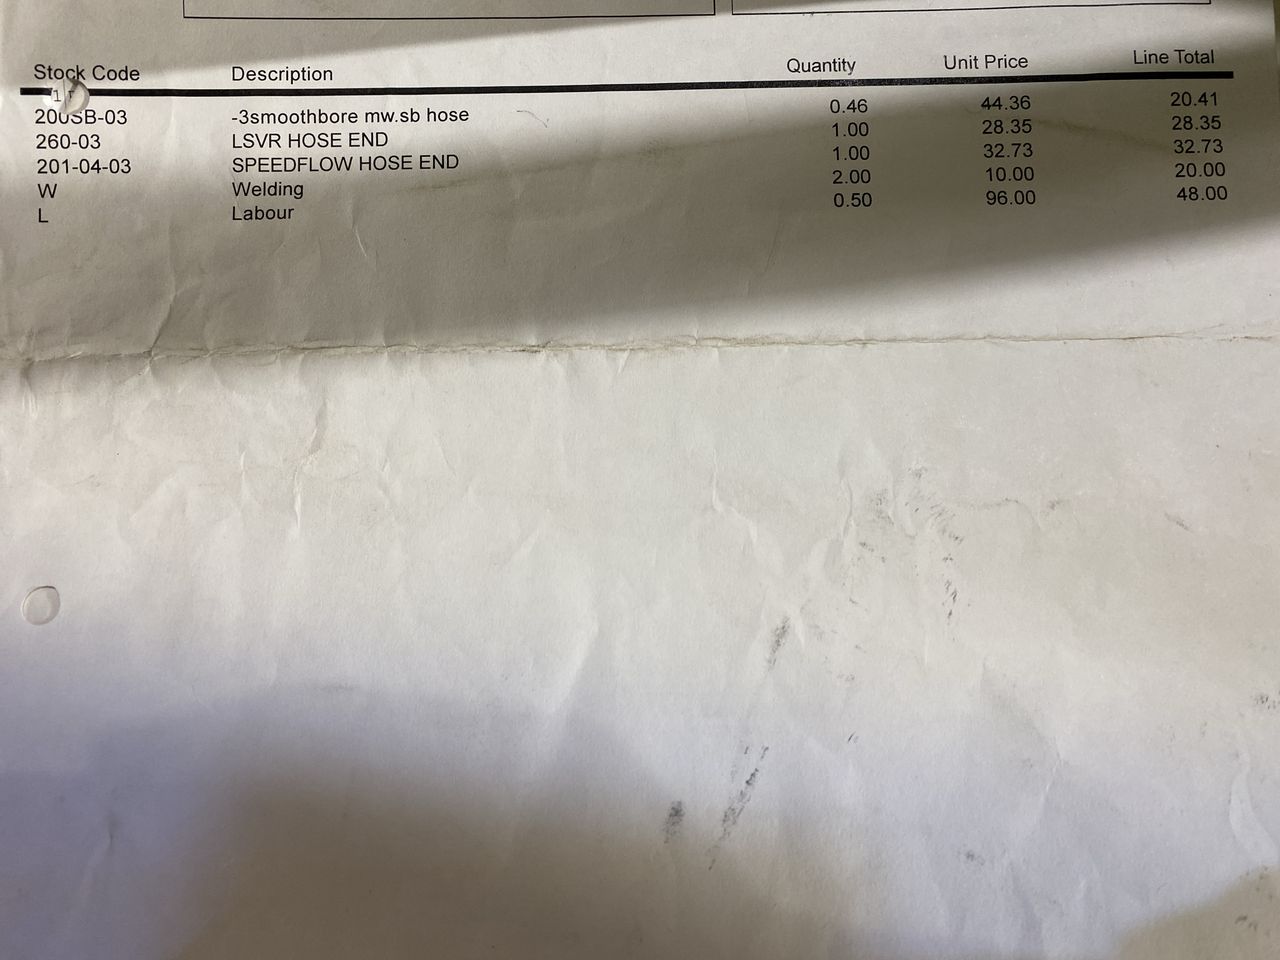 Stock Code Description Quantity Unit Price Line Total
200SB-03 -3smoothbore mw.sb hose 0.46 44.36 20.41
260-03 LSVR HOSE END 1.00 28.35 28.35
201-04-03 SPEEDFLOW HOSE END 1.00 32.73 32.73
W Welding 2.00 10.00 20.00
L Labour 0.50 96.00 48.00